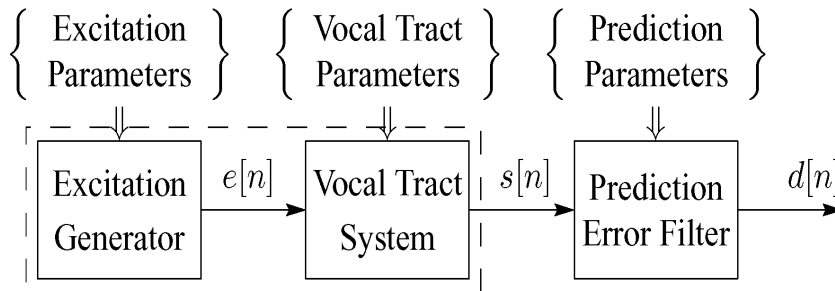 Excitation
Parameters
Vocal Tract
Parameters
Prediction
Parameters
Excitation
Generator
e[n]
Vocal Tract
System
s[n]
Prediction
Error Filter
d[n]